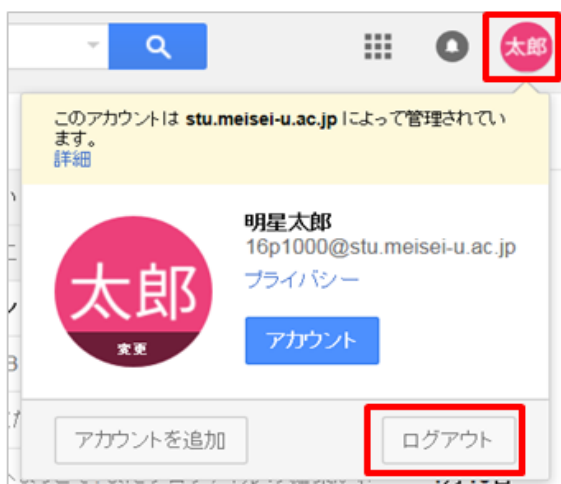 太郎
このアカウントは stu.meisei-u.ac.jp によって管理されてい
ます。
詳細
明星太郎
16p1000@stu.meisei-u.ac.jp
プライバシー
太郎
変更
アカウント
アカウントを追加
ログアウト